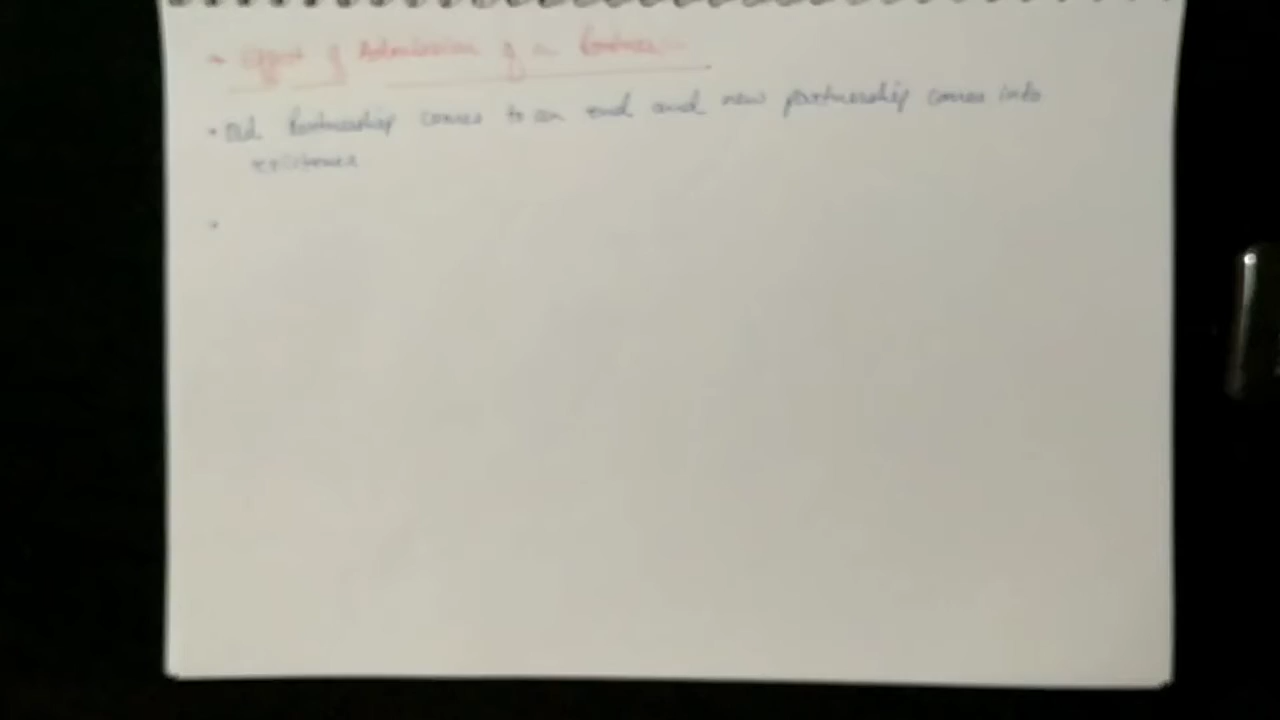 → Effect of Admission of a Partner
• Old Partnership comes to an end and new partnership comes into
existence
•